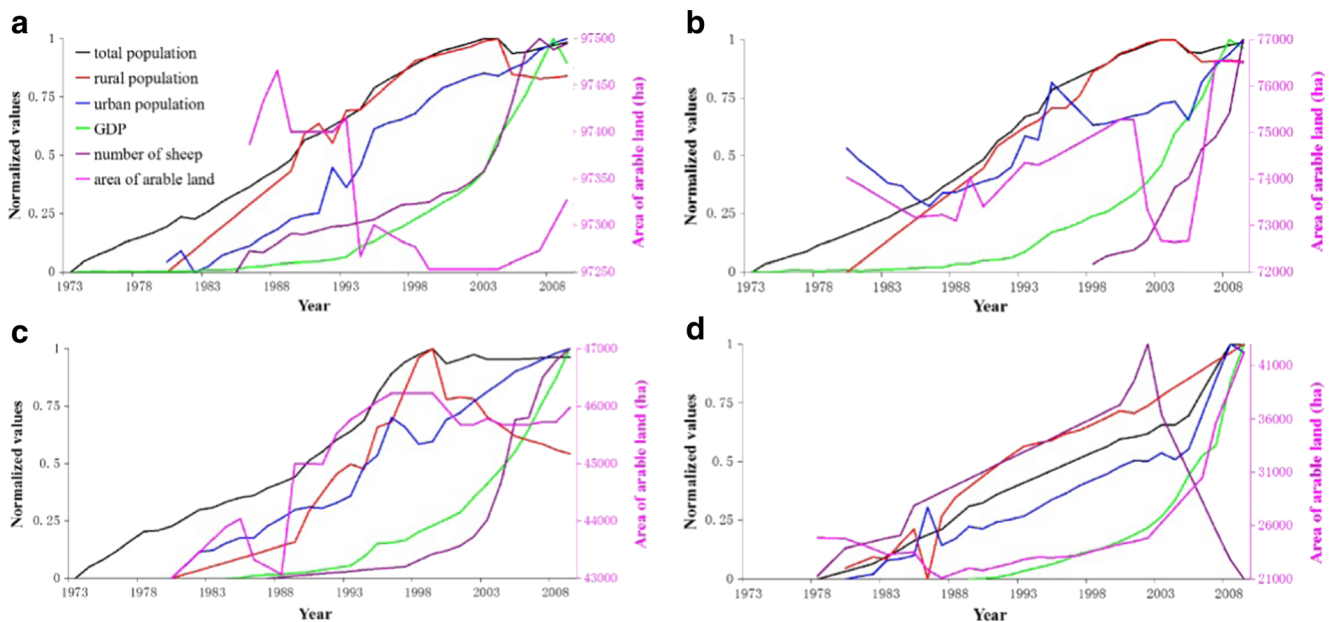 a
1
0.75
0.5
0.25
0
Normalized values
total population
rural population
urban population
GDP
number of sheep
area of arable land
97500
97450
97400
97350
97300
97250
Area of arable land (ha)
1973 1978 1983 1988 1993 1998 2003 2008
Year
b
1
0.75
0.5
0.25
0
Normalized values
77000
76000
75000
74000
73000
72000
Area of arable land (ha)
1973 1978 1983 1988 1993 1998 2003 2008
Year
c
1
0.75
0.5
0.25
0
Normalized values
47000
46000
45000
44000
43000
Area of arable land (ha)
1973 1978 1983 1988 1993 1998 2003 2008
Year
d
1
0.75
0.5
0.25
0
Normalized values
41000
36000
31000
26000
21000
Area of arable land (ha)
1973 1978 1983 1988 1993 1998 2003 2008
Year